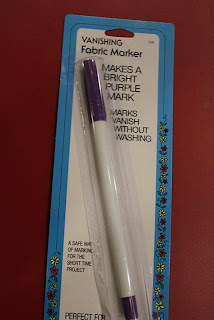 VANISHING
Fabric Marker
MAKES A
BRIGHT
PURPLE
MARK
MARKS
VANISH
WITHOUT
WASHING
A SAFE
OF MARKING
FOR THE
SHORT TIME
PROJECT
PERFECT FOR